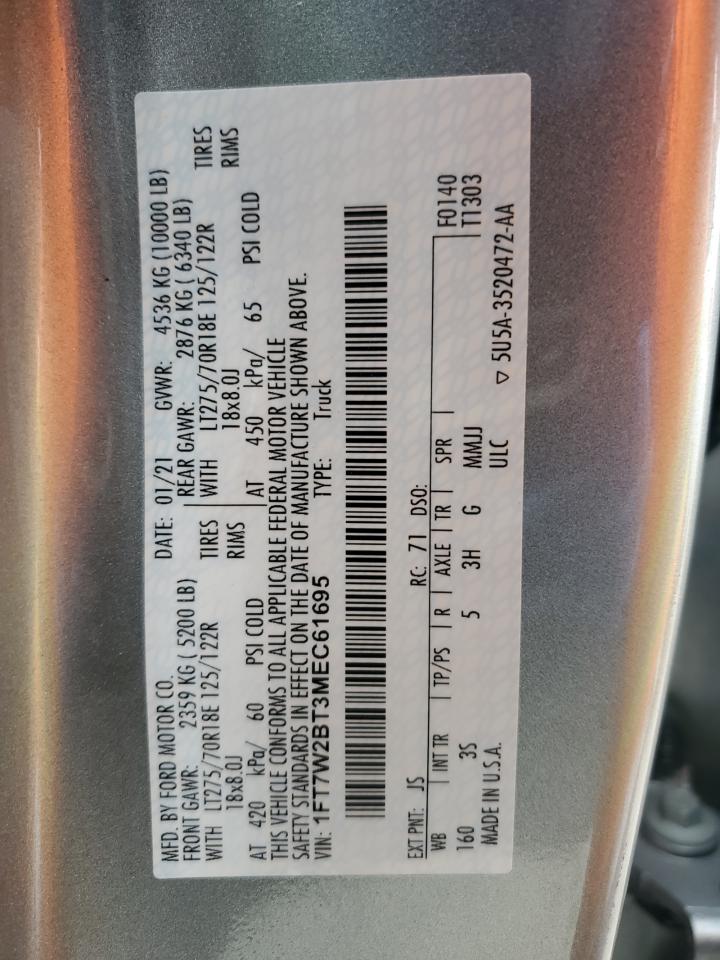 MFD. BY FORD MOTOR CO. DATE: 01/21 GVWR: 4536 KG (10000 LB)
FRONT GAWR: 2359 KG ( 5200 LB) REAR GAWR: 2876 KG ( 6340 LB)
WITH LT275/70R18E 125/122R TIRES WITH LT275/70R18E 125/122R TIRES
18x8.0J RIMS 18x8.0J RIMS
AT 420 kPa/ 60 PSI COLD AT 450 kPa/ 65 PSI COLD
THIS VEHICLE CONFORMS TO ALL APPLICABLE FEDERAL MOTOR VEHICLE
SAFETY STANDARDS IN EFFECT ON THE DATE OF MANUFACTURE SHOWN ABOVE.
VIN: 1FT7W2BT3MEC61695 TYPE: Truck
EXT PNT: JS RC: 71 DSO:
WB INT TR TP/PS R AXLE TR SPR F0140
160 3S 5 3H G MMJJ T1303
MADE IN U.S.A. ULC
▽ 5U5A-3520472-AA